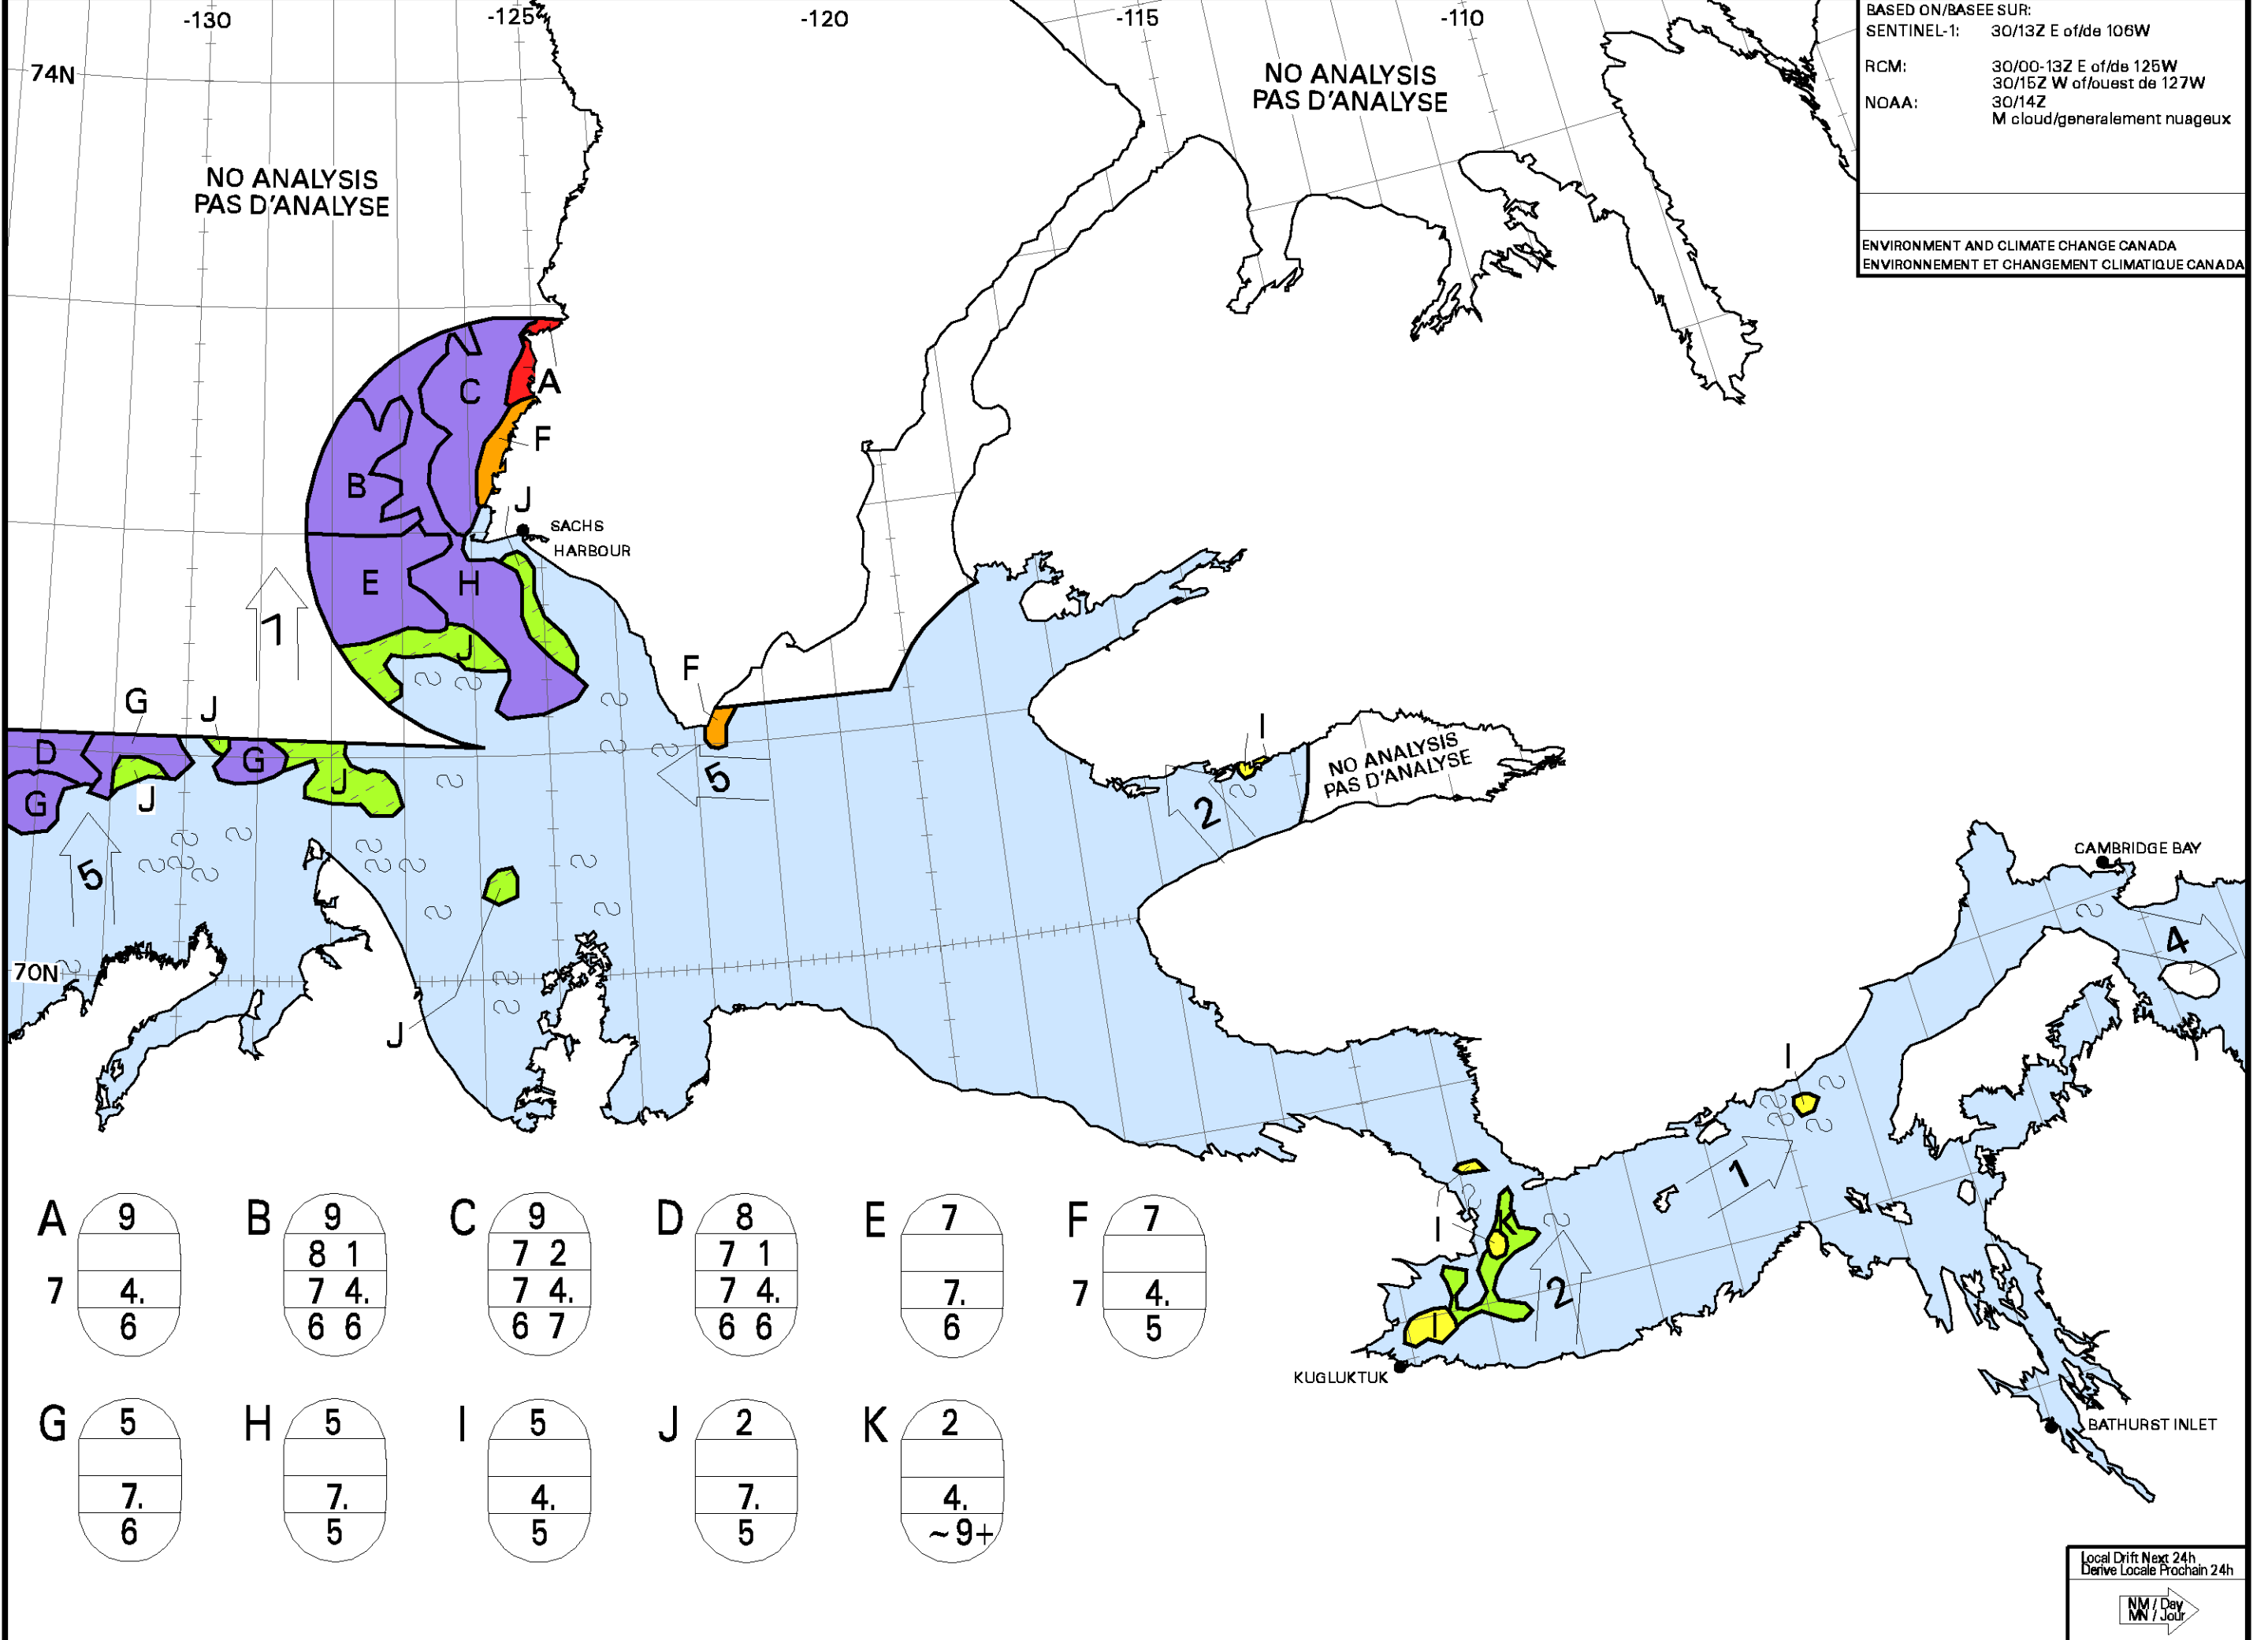 -130
-125
-120
-115
-110
BASED ON/BASEE SUR:
SENTINEL-1: 30/13Z E of/de 106W
RCM: 30/00-13Z E of/de 125W
30/15Z W of/ouest de 127W
NOAA: 30/14Z
M cloud/generalement nuageux
ENVIRONMENT AND CLIMATE CHANGE CANADA
ENVIRONNEMENT ET CHANGEMENT CLIMATIQUE CANADA
74N
NO ANALYSIS
PAS D'ANALYSE
NO ANALYSIS
PAS D'ANALYSE
A
C
F
B
J
SACHS
HARBOUR
E
H
1
J
F
G
J
D
G
J
G
J
5
5
I
NO ANALYSIS
PAS D'ANALYSE
2
CAMBRIDGE BAY
4
70N
J
I
1
K
I
2
I
KUGLUKTUK
BATHURST INLET
A 9
7 4.
6
B 9
8 1
7 4.
6 6
C 9
7 2
7 4.
6 7
D 8
7 1
7 4.
6 6
E 7
7.
6
F 7
7 4.
5
G 5
7.
6
H 5
7.
5
I 5
4.
5
J 2
7.
5
K 2
4.
~9+
Local Drift Next 24h
Derive Locale Prochain 24h
NM / Day
MN / Jour